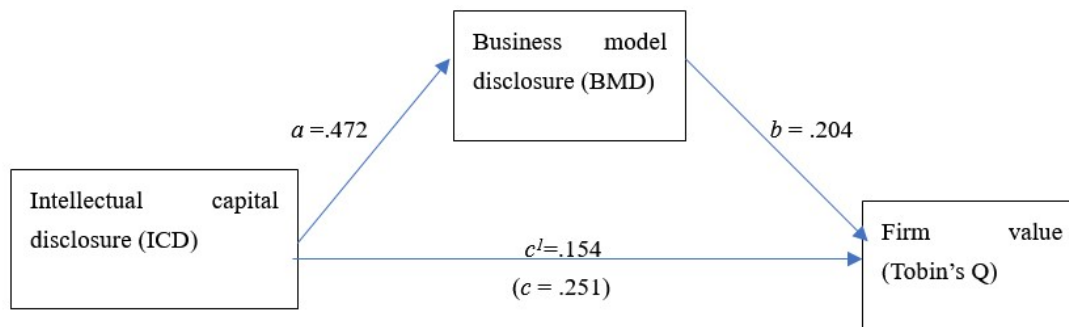 Business model
disclosure (BMD)
a =.472
b = .204
Intellectual capital
disclosure (ICD)
c¹=.154
(c = .251)
Firm value
(Tobin’s Q)